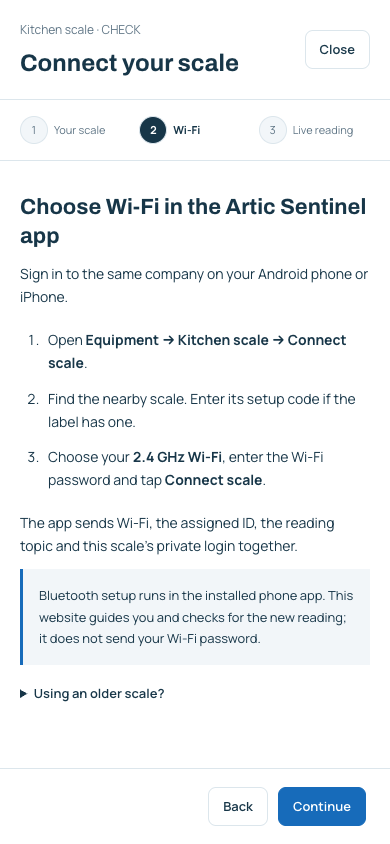 Kitchen scale · CHECK
Connect your scale
Close
1 Your scale
2 Wi-Fi
3 Live reading
Choose Wi-Fi in the Artic Sentinel
app
Sign in to the same company on your Android phone or
iPhone.
1. Open Equipment → Kitchen scale → Connect
scale.
2. Find the nearby scale. Enter its setup code if the
label has one.
3. Choose your 2.4 GHz Wi-Fi, enter the Wi-Fi
password and tap Connect scale.
The app sends Wi-Fi, the assigned ID, the reading
topic and this scale's private login together.
Bluetooth setup runs in the installed phone app. This
website guides you and checks for the new reading;
it does not send your Wi-Fi password.
Using an older scale?
Back
Continue